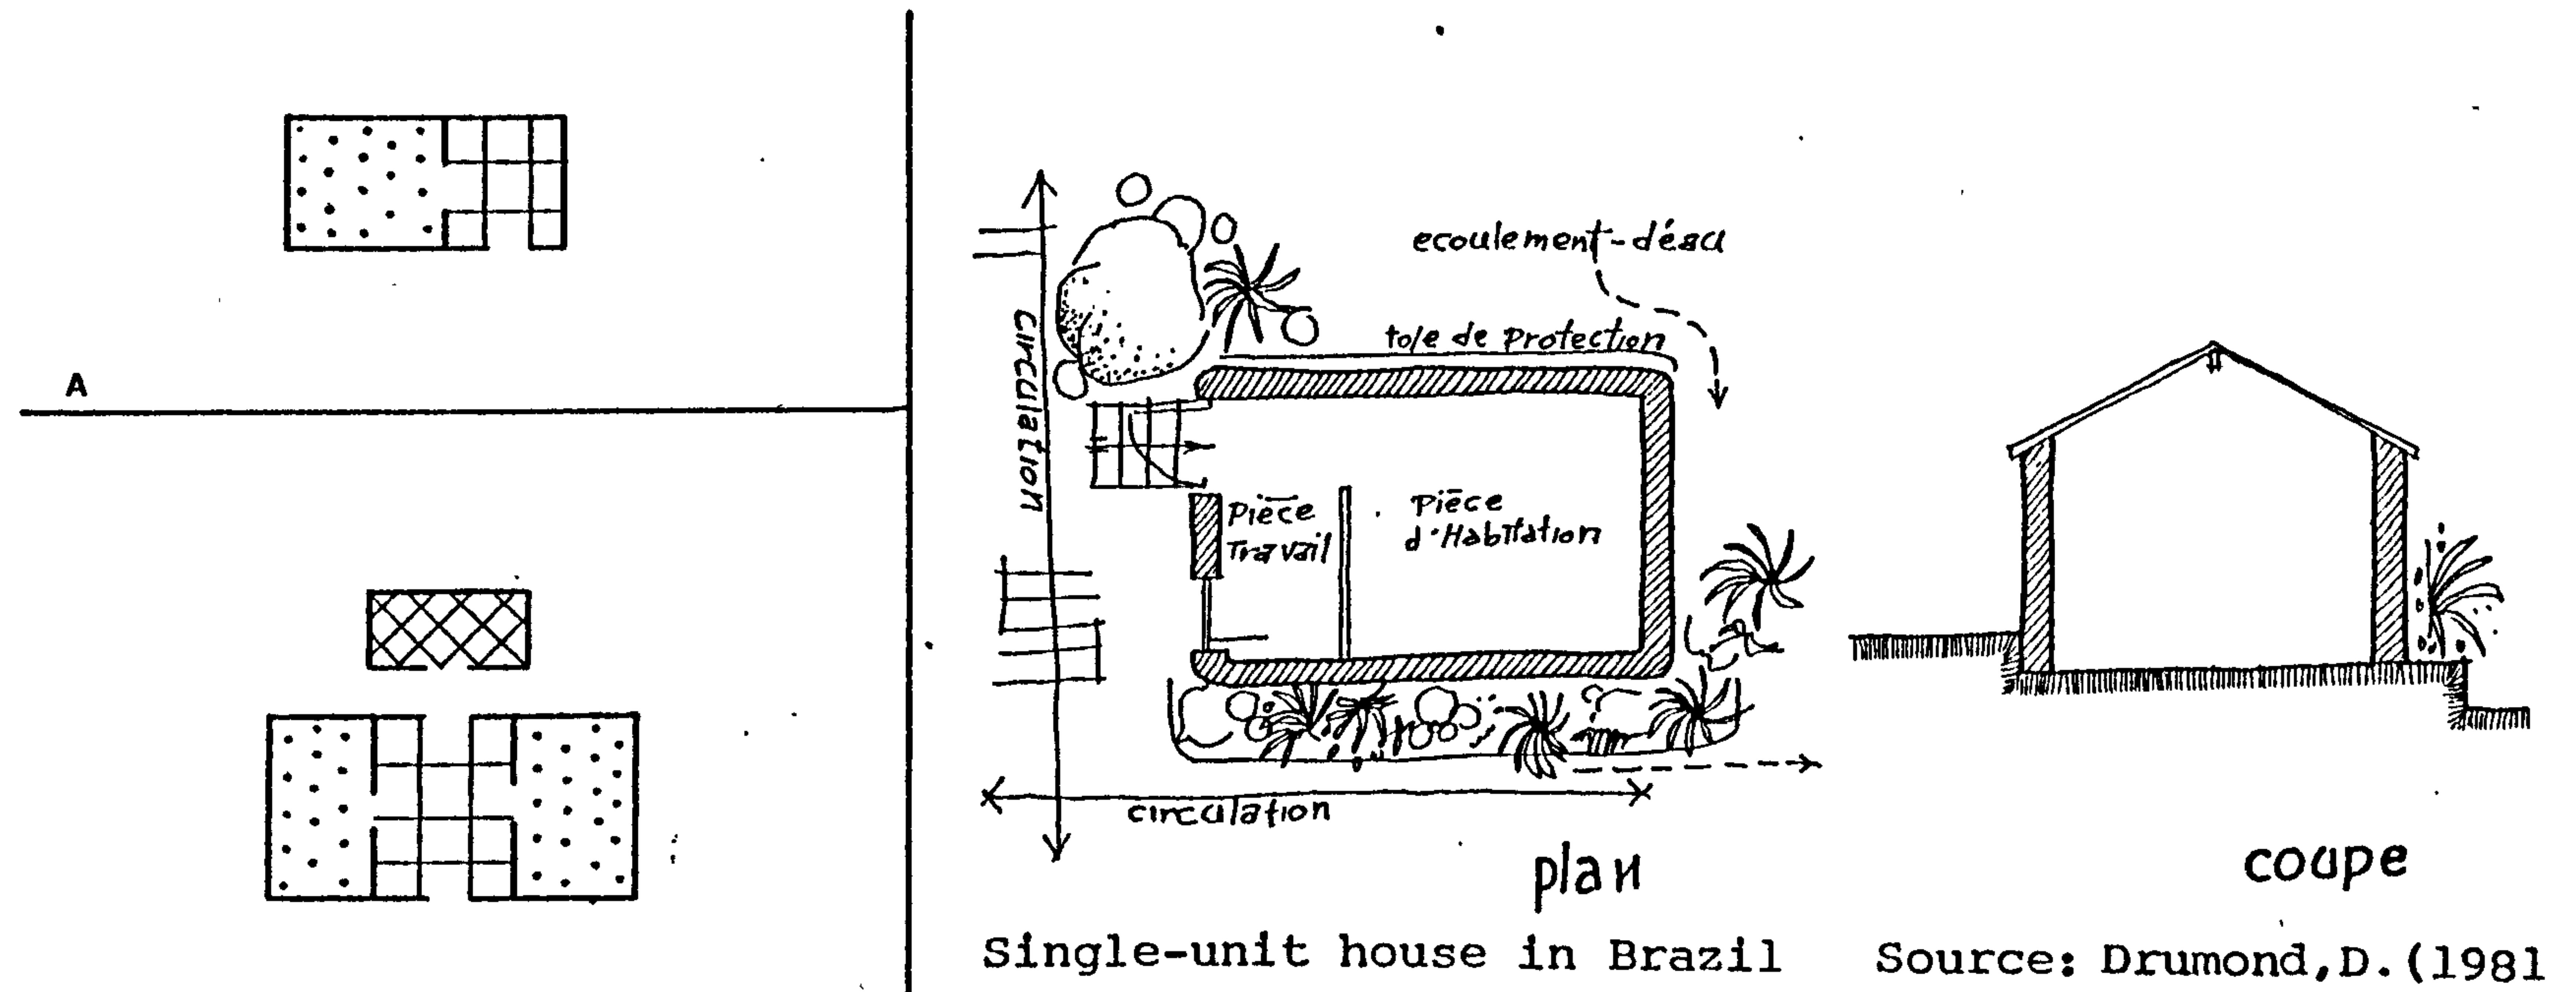 A
ecoulement-déau
tole de Protection
circulation
Pièce
Travail
Pièce
d'Habitation
circulation
plan
coupe
Single-unit house in Brazil
Source: Drumond,D.(1981